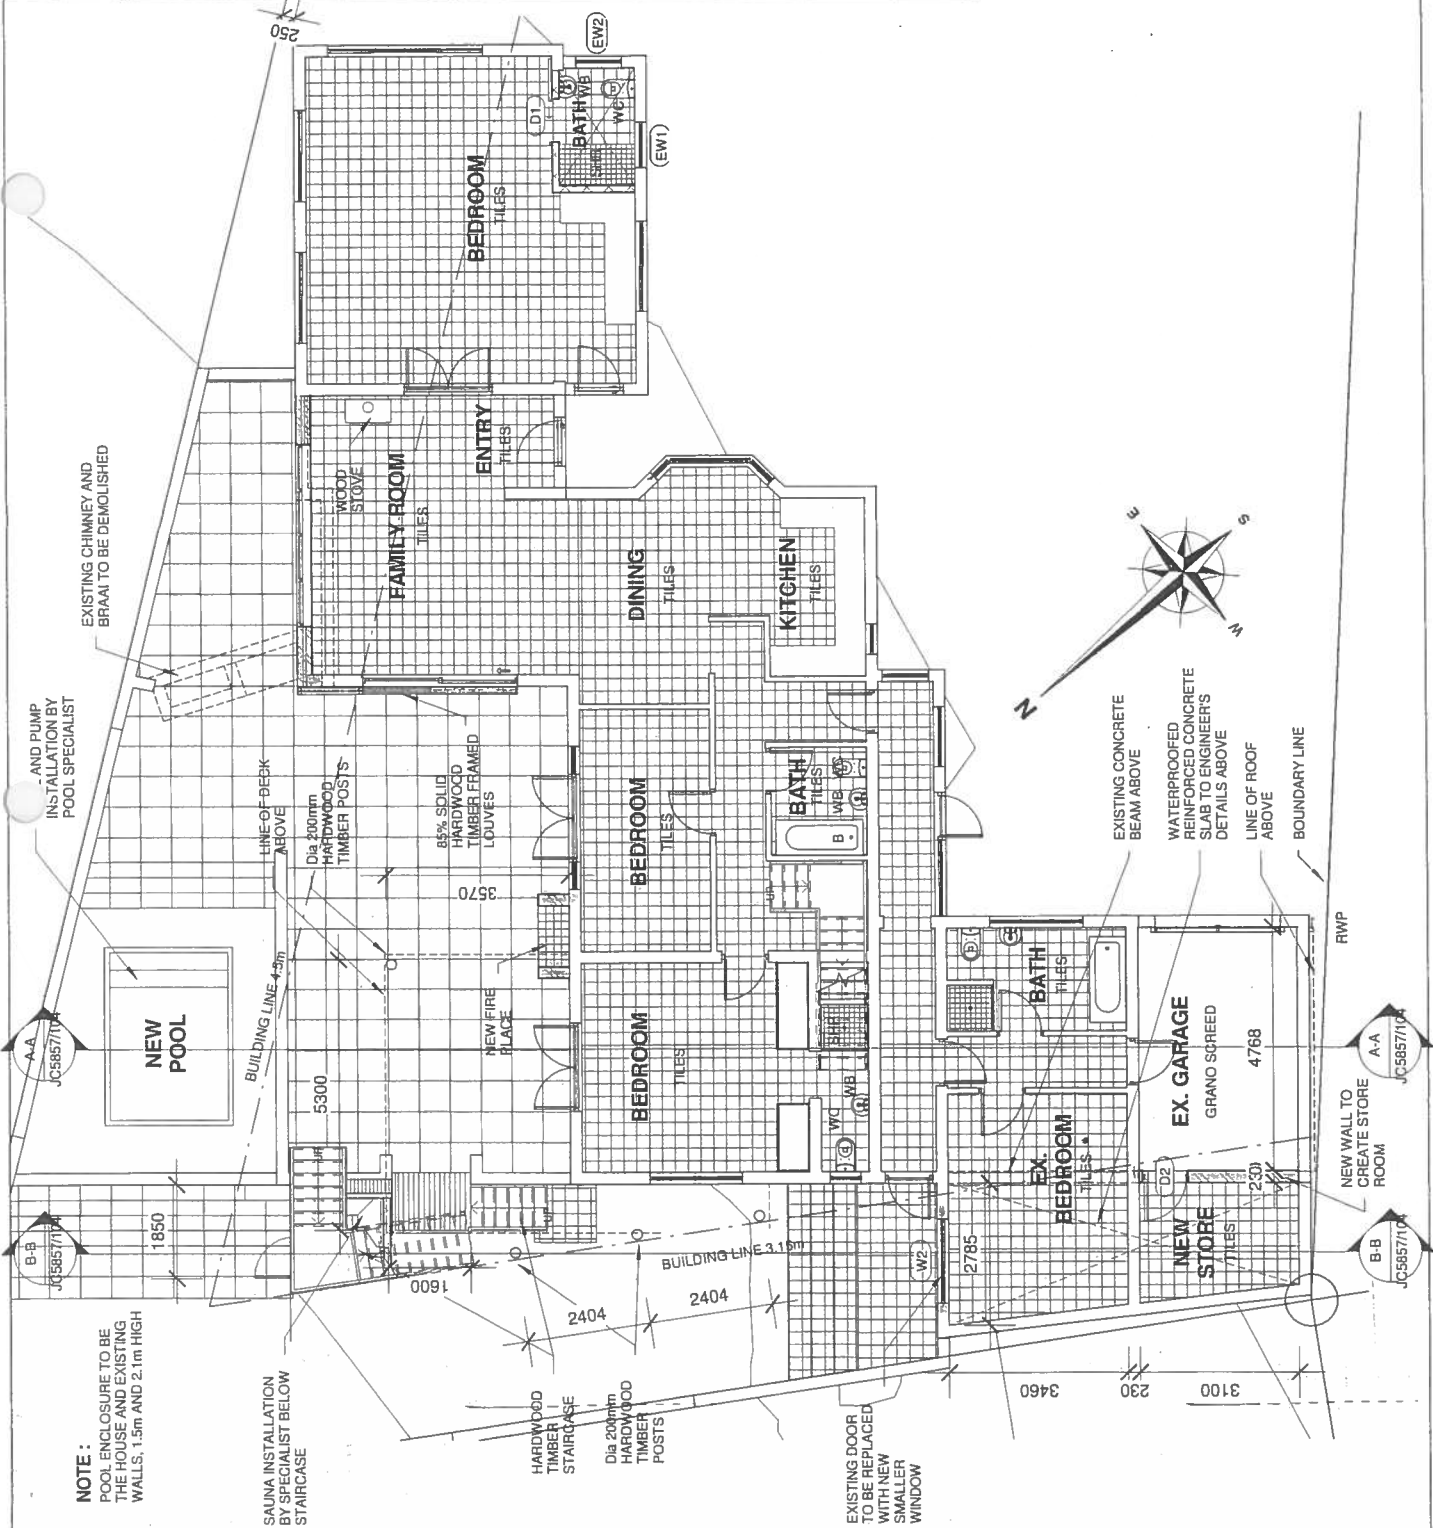 250
EW2
EW1
D1
BATH
WB
WC
SHR
BEDROOM
TILES
EXISTING CHIMNEY AND
BRAAI TO BE DEMOLISHED
WOOD
STOVE
ENTRY
TILES
FAMILY ROOM
TILES
DINING
TILES
KITCHEN
TILES
AND PUMP
INSTALLATION BY
POOL SPECIALIST
LINE OF DECK
ABOVE
Dia 200mm
HARDWOOD
TIMBER POSTS
85% SOLID
HARDWOOD
TIMBER FRAMED
LOUVES
3570
BEDROOM
TILES
BATH
TILES
WB WC
B
UP
N
E
S
W
EXISTING CONCRETE
BEAM ABOVE
WATERPROOFED
REINFORCED CONCRETE
SLAB TO ENGINEER'S
DETAILS ABOVE
LINE OF ROOF
ABOVE
BOUNDARY LINE
RWP
BUILDING LINE 4.5m
NEW
POOL
A-A
JC5857/104
5300
NEW FIRE
PLACE
BEDROOM
TILES
SHR
WC
WB
BATH
TILES
EX. GARAGE
GRANO SCREED
4768
A-A
JC5857/104
B-B
JC5857/104
1850
UP
UP
1600
BUILDING LINE 3.15m
2404
2404
W2
2785
EX.
BEDROOM
TILES
D2
230
NEW
STORE
TILES
NEW WALL TO
CREATE STORE
ROOM
B-B
JC5857/104
3460
230
3100
NOTE :
POOL ENCLOSURE TO BE
THE HOUSE AND EXISTING
WALLS, 1.5m AND 2.1m HIGH
SAUNA INSTALLATION
BY SPECIALIST BELOW
STAIRCASE
HARDWOOD
TIMBER
STAIRCASE
Dia 200mm
HARDWOOD
TIMBER
POSTS
EXISTING DOOR
TO BE REPLACED
WITH NEW
SMALLER
WINDOW